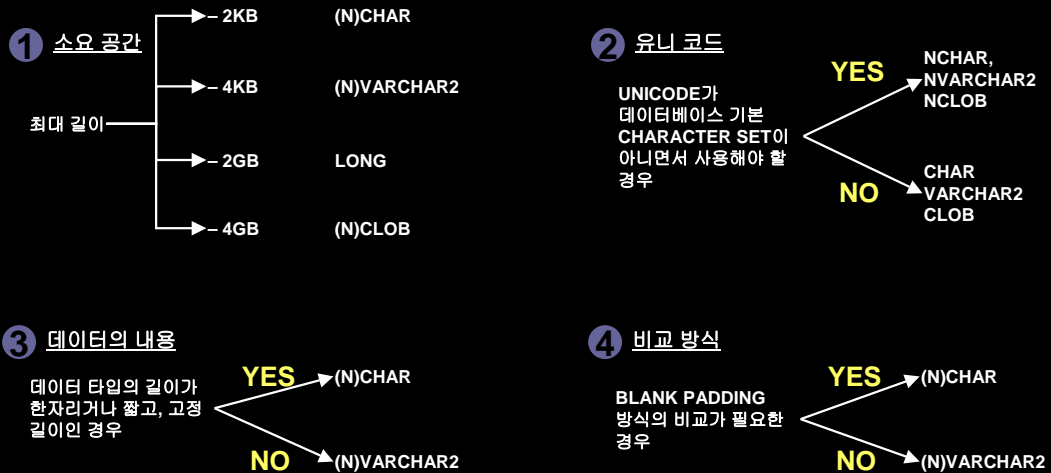 1 소요 공간
최대 길이
– 2KB (N)CHAR
– 4KB (N)VARCHAR2
– 2GB LONG
– 4GB (N)CLOB
2 유니 코드
UNICODE가
데이터베이스 기본
CHARACTER SET이
아니면서 사용해야 할
경우
YES
NCHAR,
NVARCHAR2
NCLOB
NO
CHAR
VARCHAR2
CLOB
3 데이터의 내용
데이터 타입의 길이가
한자리거나 짧고, 고정
길이인 경우
YES
(N)CHAR
NO
(N)VARCHAR2
4 비교 방식
BLANK PADDING
방식의 비교가 필요한
경우
YES
(N)CHAR
NO
(N)VARCHAR2